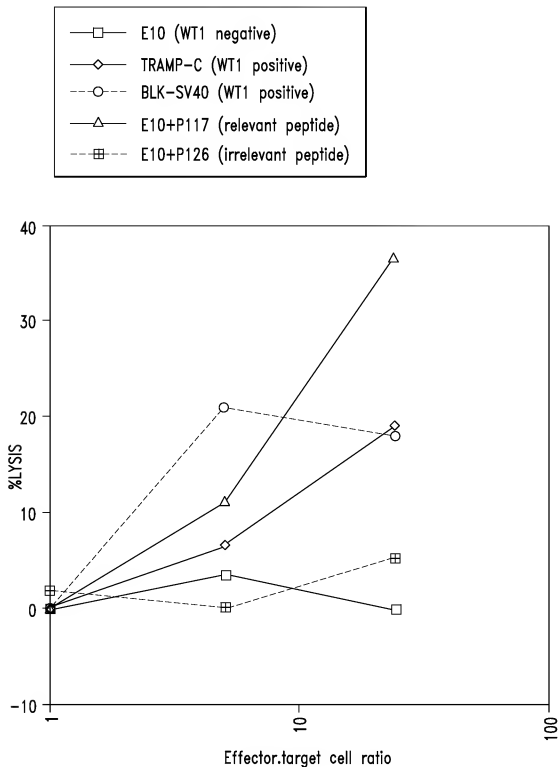 E10 (WT1 negative)
TRAMP-C (WT1 positive)
BLK-SV40 (WT1 positive)
E10+P117 (relevant peptide)
E10+P126 (irrelevant peptide)
40
30
20
10
0
-10
%LYSIS
1
10
100
Effector.target cell ratio